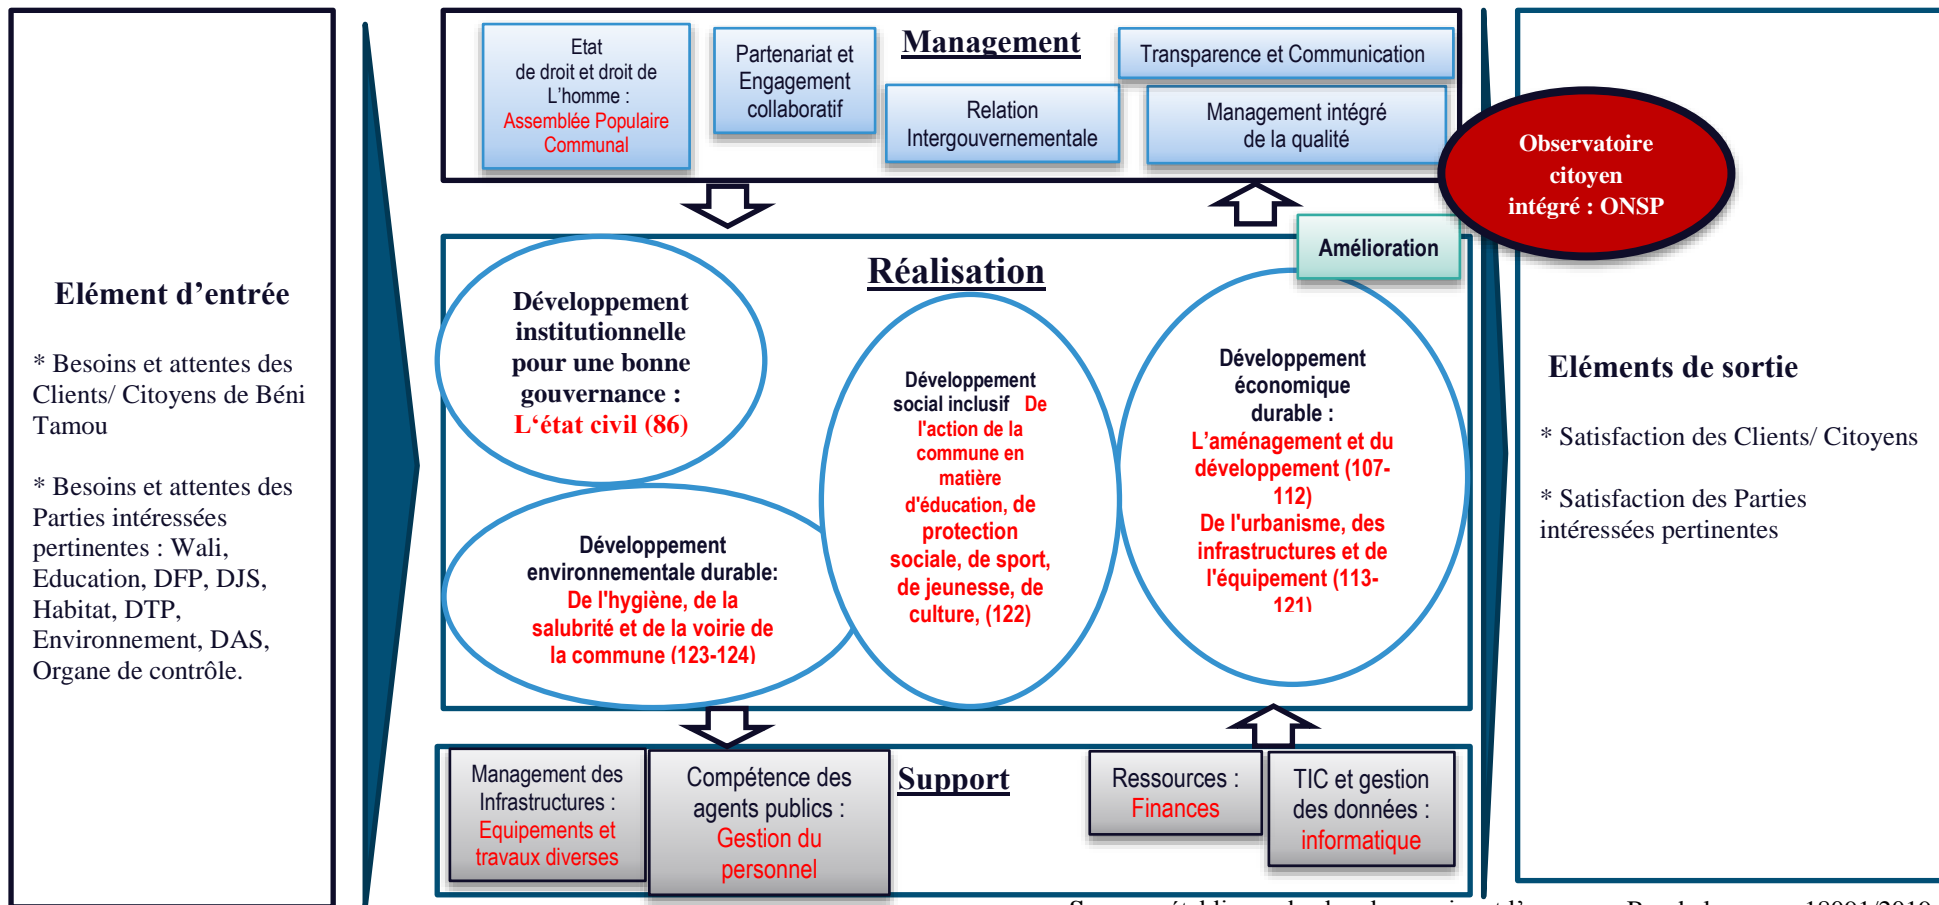 Elément d’entrée
* Besoins et attentes des
Clients/ Citoyens de Béni
Tamou
* Besoins et attentes des
Parties intéressées
pertinentes : Wali,
Education, DFP, DJS,
Habitat, DTP,
Environnement, DAS,
Organe de contrôle.
Management
Etat
de droit et droit de
L’homme :
Assemblée Populaire
Communal
Partenariat et
Engagement
collaboratif
Relation
Intergouvernementale
Transparence et Communication
Management intégré
de la qualité
Observatoire
citoyen
intégré : ONSP
Amélioration
Réalisation
Développement
institutionnelle
pour une bonne
gouvernance :
L‘état civil (86)
Développement
environnementale durable:
De l'hygiène, de la
salubrité et de la voirie de
la commune (123-124)
Développement
social inclusif De
l'action de la
commune en
matière
d'éducation, de
protection
sociale, de sport,
de jeunesse, de
culture, (122)
Développement
économique
durable :
L’aménagement et du
développement (107-
112)
De l'urbanisme, des
infrastructures et de
l'équipement (113-
121)
Support
Management des
Infrastructures :
Equipements et
travaux diverses
Compétence des
agents publics :
Gestion du
personnel
Ressources :
Finances
TIC et gestion
des données :
informatique
Eléments de sortie
* Satisfaction des Clients/ Citoyens
* Satisfaction des Parties
intéressées pertinentes